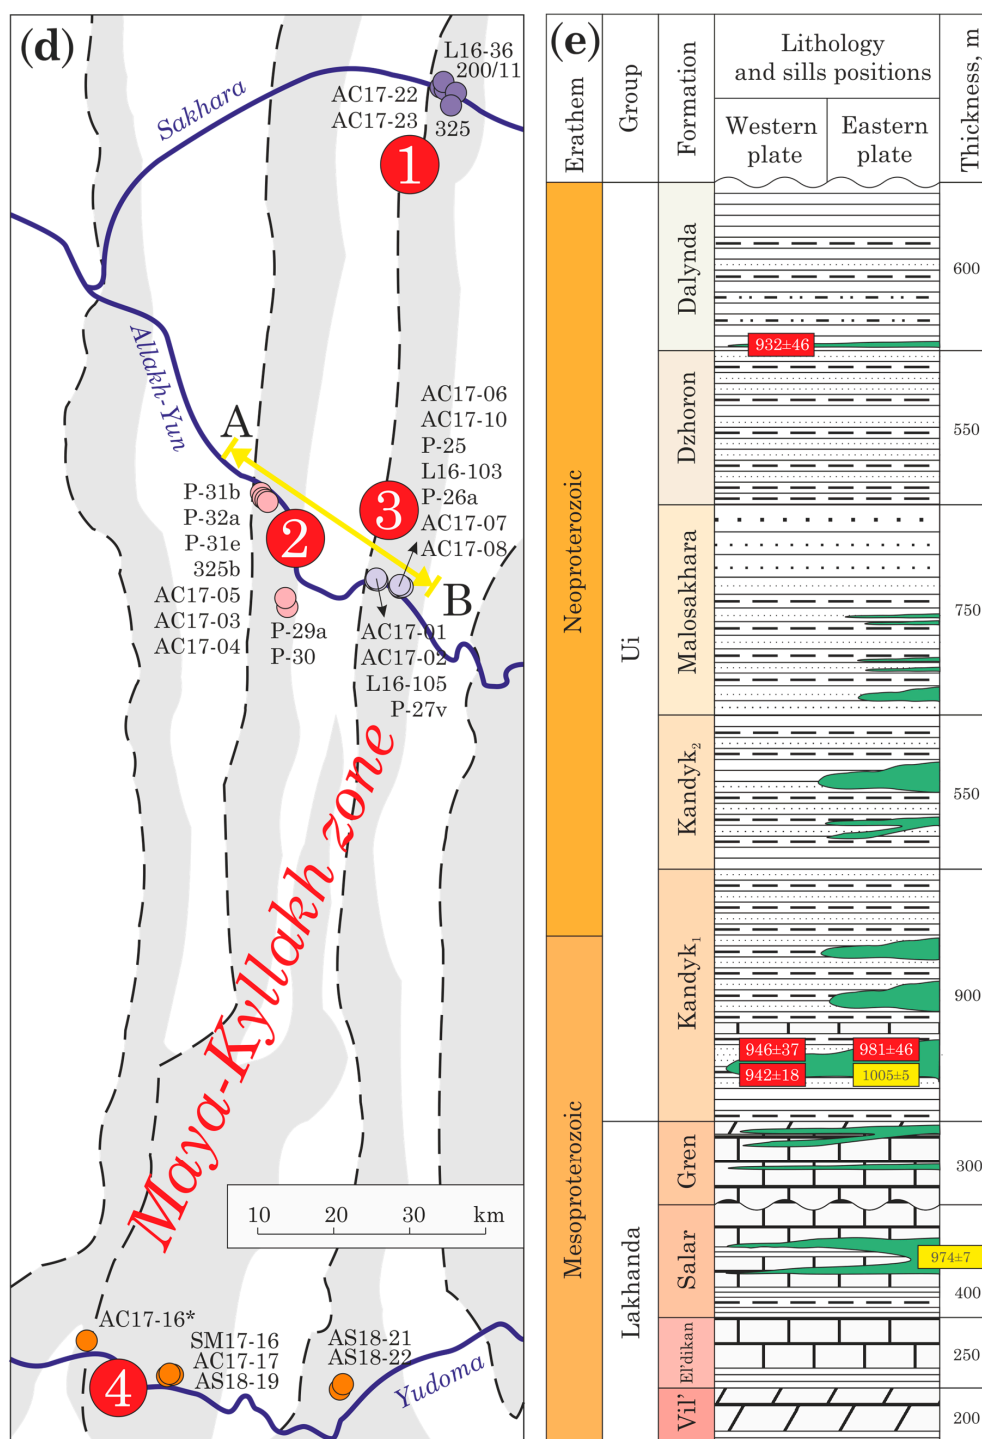 (d)
L16-36
200/11
AC17-22
AC17-23
325
Sakhara
1
Allakh-Yun
A
AC17-06
AC17-10
P-25
L16-103
P-26a
AC17-07
AC17-08
3
P-31b
P-32a
P-31e
325b
AC17-05
AC17-03
AC17-04
2
B
P-29a
P-30
AC17-01
AC17-02
L16-105
P-27v
Maya-Kyllakh zone
10 20 30 km
AC17-16*
SM17-16
AC17-17
AS18-19
AS18-21
AS18-22
4
Yudoma
(e)
Erathem
Group
Formation
Lithology
and sills positions
Western
plate
Eastern
plate
Thickness, m
Neoproterozoic
Mesoproterozoic
Ui
Lakhanda
Dalynda
600
932±46
Dzhoron
550
Malosakhara
750
Kandyk2
550
Kandyk1
900
946±37
981±46
942±18
1005±5
Gren
300
Salar
974±7
400
El'dikan
250
Vil'
200